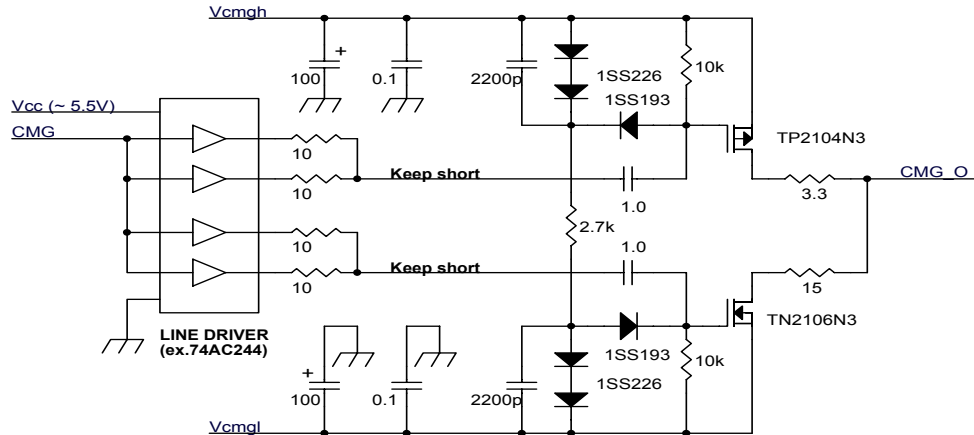 Vcmgh
+
100
0.1
2200p
1SS226
10k
1SS193
Vcc (~ 5.5V)
CMG
TP2104N3
10
10
Keep short
1.0
3.3
CMG_O
2.7k
10
1.0
10
Keep short
15
TN2106N3
LINE DRIVER
(ex.74AC244)
1SS193
10k
+
1SS226
100
0.1
2200p
Vcmgl